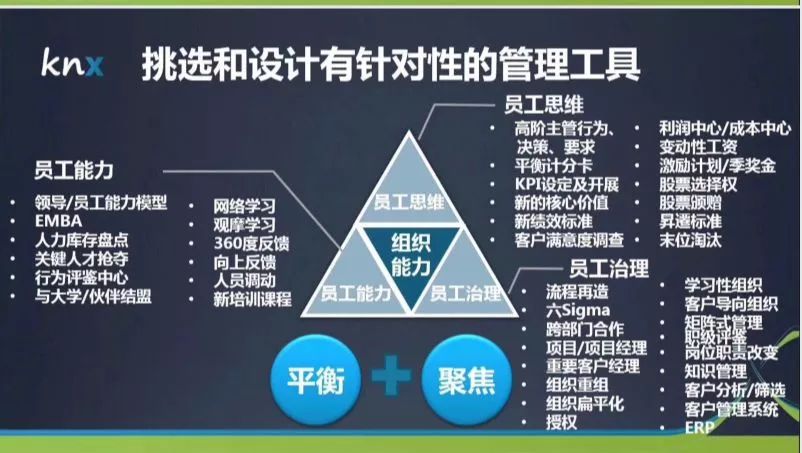 knx 挑选和设计有针对性的管理工具
员工思维
高阶主管行为、
决策、要求
平衡计分卡
KPI设定及开展
新的核心价值
新绩效标准
客户满意度调查
利润中心/成本中心
变动性工资
激励计划/季奖金
股票选择权
股票颁赠
昇遷标准
末位淘汰
员工能力
领导/员工能力模型
EMBA
人力库存盘点
关键人才抢夺
行为评鉴中心
与大学/伙伴结盟
网络学习
观摩学习
360度反馈
向上反馈
人员调动
新培训课程
员工思维
组织
能力
员工能力
员工治理
员工治理
流程再造
六Sigma
跨部门合作
项目/项目经理
重要客户经理
组织重组
组织扁平化
授权
学习性组织
客户导向组织
矩阵式管理
职级评鉴
岗位职责改变
知识管理
客户分析/筛选
客户管理系统
ERP
平衡
+
聚焦